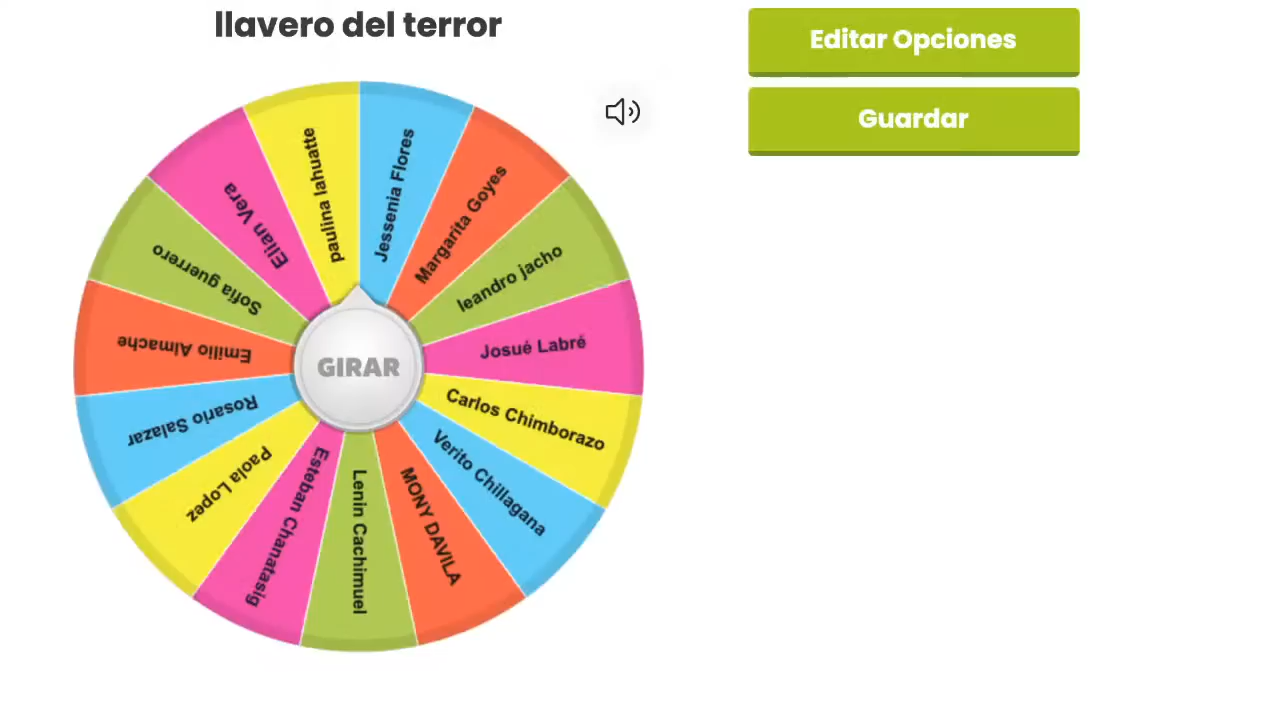 llavero del terror
Editar Opciones
Guardar
Jessenia Flores
Margarita Goyes
leandro jacho
Josué Labré
Carlos Chimborazo
Verito Chillagana
MONY DAVILA
Lenin Cachimuel
Esteban Chanatasig
Paola Lopez
Rosario Salazar
Emilio Almache
Sofía guerrero
Elian Vera
paulina lahuatte
GIRAR